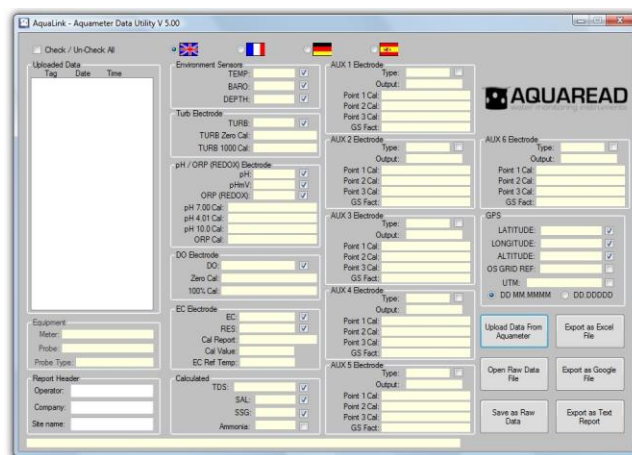 AquaLink - Aquameter Data Utility V 5.00
Check / Un-Check All
Uploaded Data
Tag Date Time
Equipment
Meter:
Probe:
Probe Type:
Report Header
Operator:
Company:
Site name:
Environment Sensors
TEMP:
BARO:
DEPTH:
Turb Electrode
TURB:
TURB Zero Cal:
TURB 1000 Cal:
pH / ORP (REDOX) Electrode
pH:
pHmV:
ORP (REDOX):
pH 7.00 Cal:
pH 4.01 Cal:
pH 10.0 Cal:
ORP Cal:
DO Electrode
DO:
Zero Cal:
100% Cal:
EC Electrode
EC:
RES:
Cal Report:
Cal Value:
EC Ref Temp:
Calculated
TDS:
SAL:
SSG:
Ammonia:
AUX 1 Electrode
Type:
Output:
Point 1 Cal:
Point 2 Cal:
Point 3 Cal:
GS Fact:
AUX 2 Electrode
Type:
Output:
Point 1 Cal:
Point 2 Cal:
Point 3 Cal:
GS Fact:
AUX 3 Electrode
Type:
Output:
Point 1 Cal:
Point 2 Cal:
Point 3 Cal:
GS Fact:
AUX 4 Electrode
Type:
Output:
Point 1 Cal:
Point 2 Cal:
Point 3 Cal:
GS Fact:
AUX 5 Electrode
Type:
Output:
Point 1 Cal:
Point 2 Cal:
Point 3 Cal:
GS Fact:
AQUAREAD
water monitoring instruments
AUX 6 Electrode
Type:
Output:
Point 1 Cal:
Point 2 Cal:
Point 3 Cal:
GS Fact:
GPS
LATITUDE:
LONGITUDE:
ALTITUDE:
OS GRID REF:
UTM:
DD MM.MMMM DD.DDDDD
Upload Data From Aquameter
Export as Excel File
Open Raw Data File
Export as Google File
Save as Raw Data
Export as Text Report